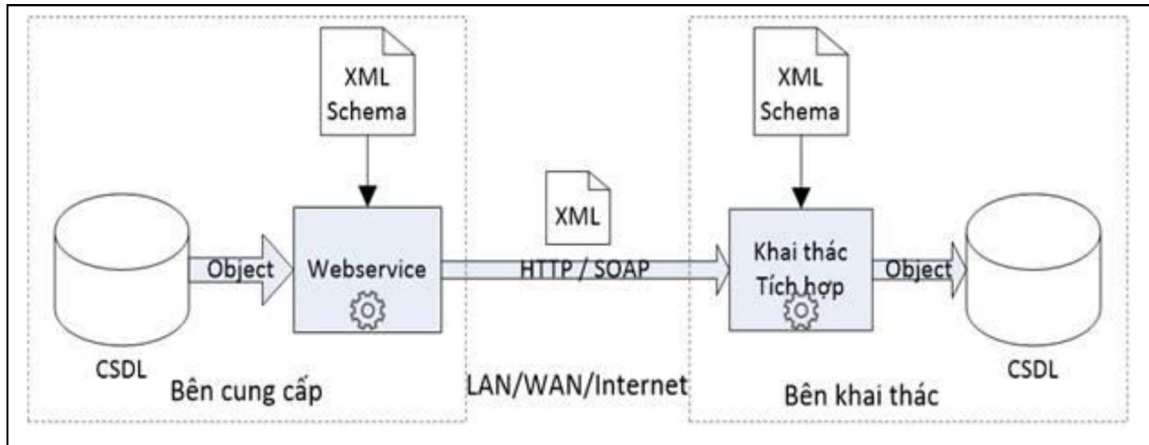 XML
Schema
XML
Schema
XML
Object
Webservice
HTTP / SOAP
Khai thác
Tích hợp
Object
CSDL
Bên cung cấp
LAN/WAN/Internet
Bên khai thác
CSDL